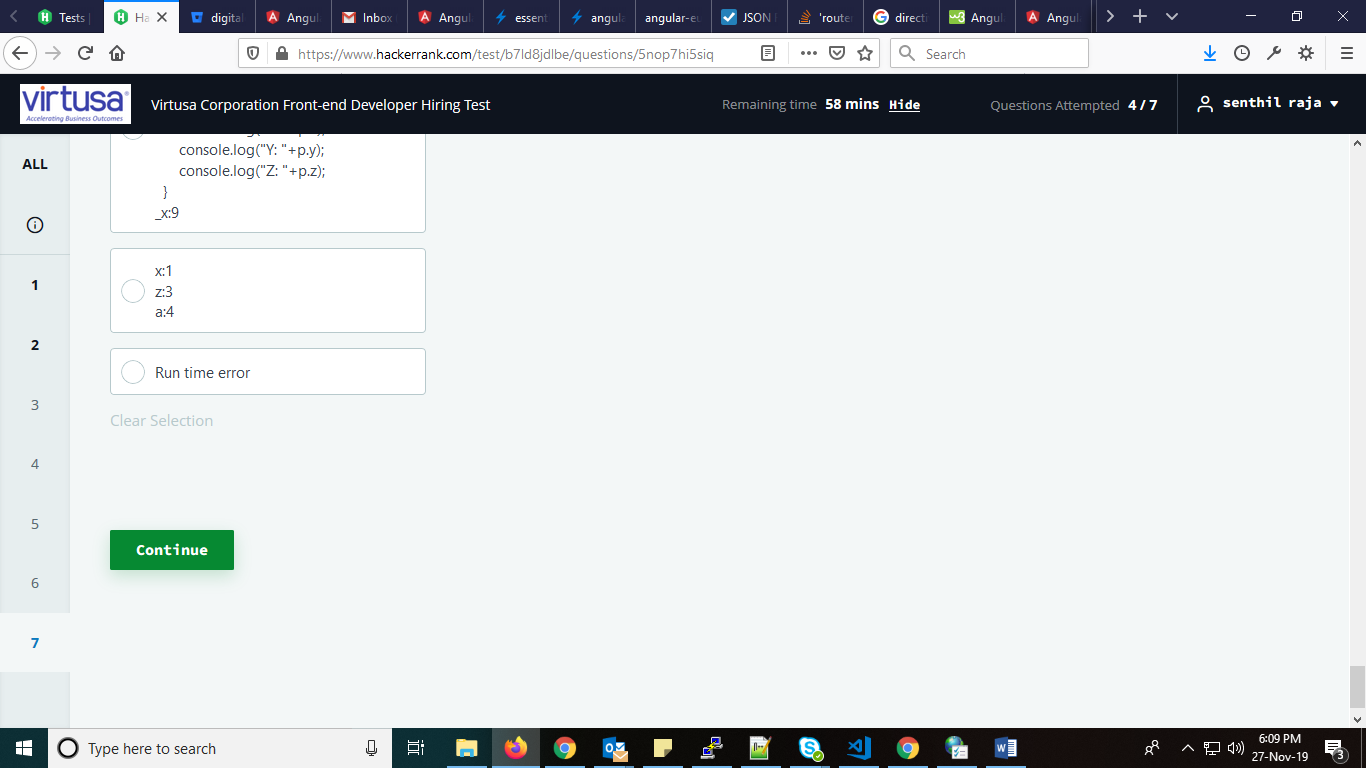 Tests
Ha
digital
Angul
Inbox
Angul
essent
angula
angular-eu
JSON
'router
directi
Angul
Angul
https://www.hackerrank.com/test/b7ld8jdlbe/questions/5nop7hi5siq
Search
virtusa
Accelerating Business Outcomes
Virtusa Corporation Front-end Developer Hiring Test
Remaining time 58 mins Hide
Questions Attempted 4 / 7
senthil raja
ALL
1
2
3
4
5
6
7
console.log("Y: "+p.y);
console.log("Z: "+p.z);
}
_x:9
x:1
z:3
a:4
Run time error
Clear Selection
Continue
Type here to search
6:09 PM
27-Nov-19
3